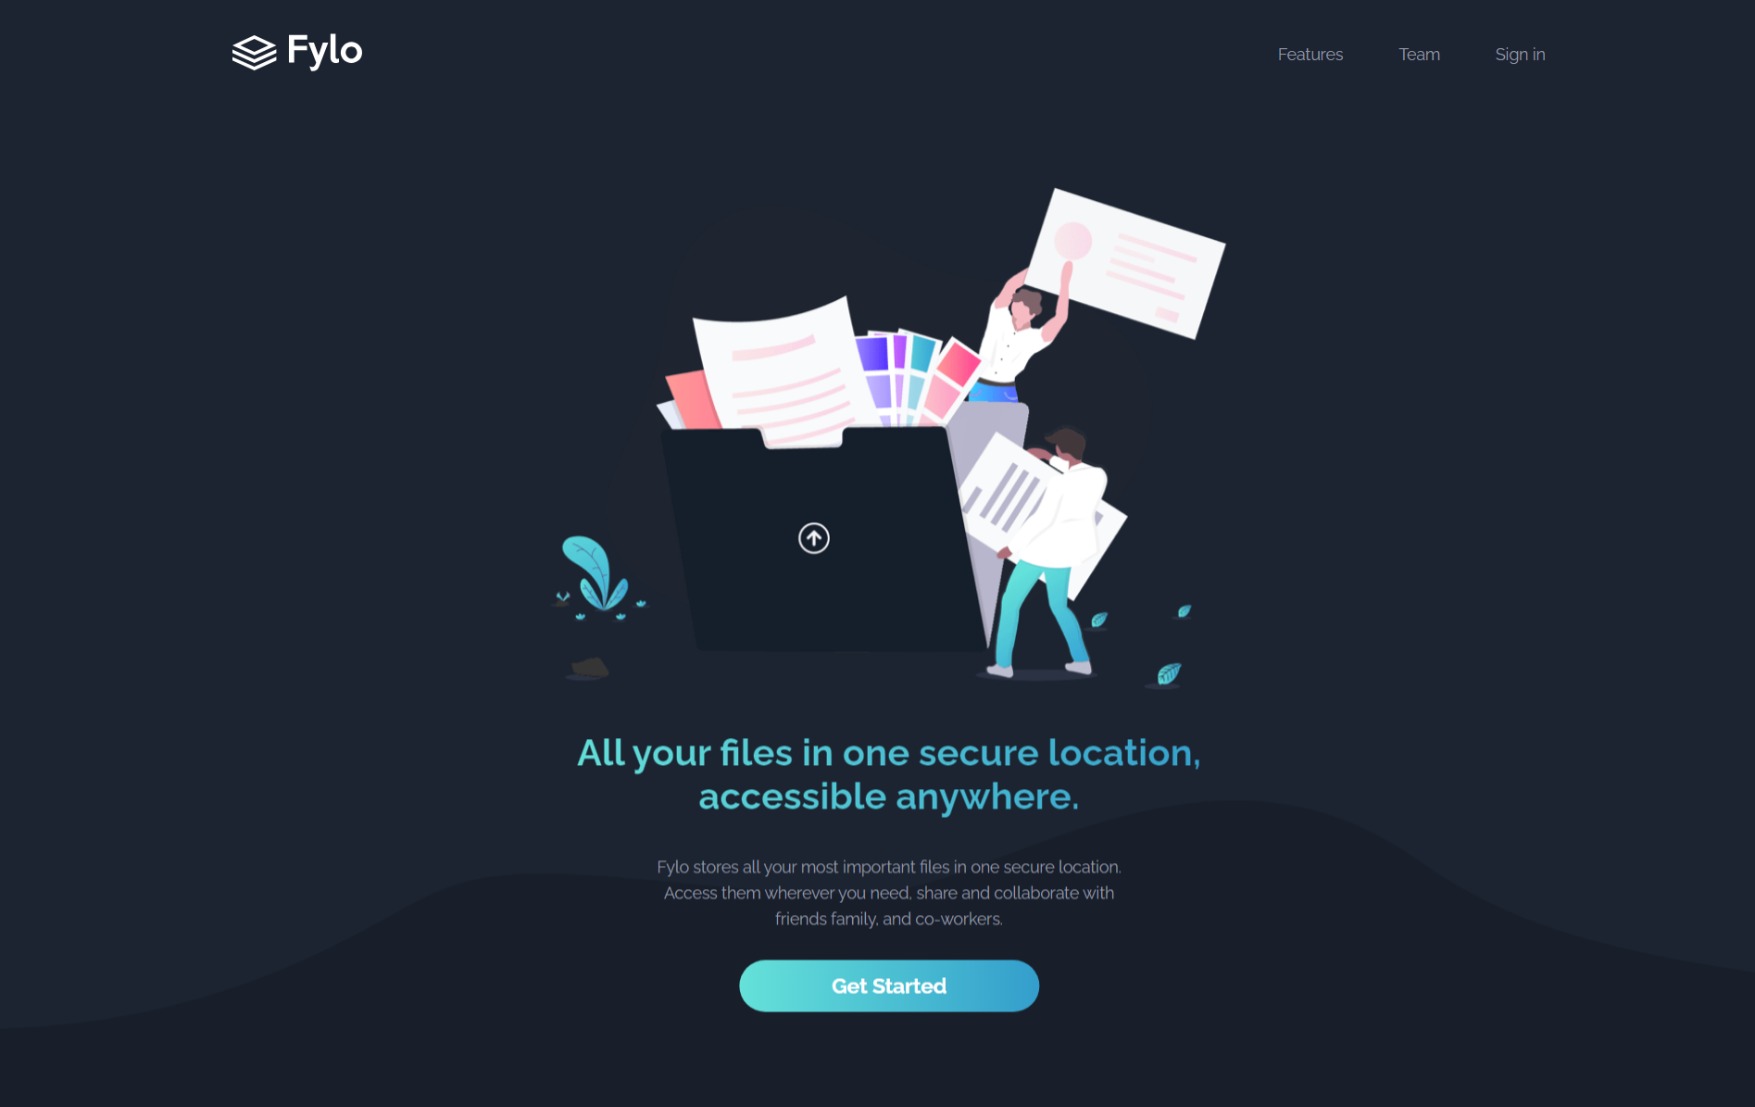 Fylo
Features
Team
Sign in
All your files in one secure location,
accessible anywhere.
Fylo stores all your most important files in one secure location.
Access them wherever you need, share and collaborate with
friends family, and co-workers.
Get Started